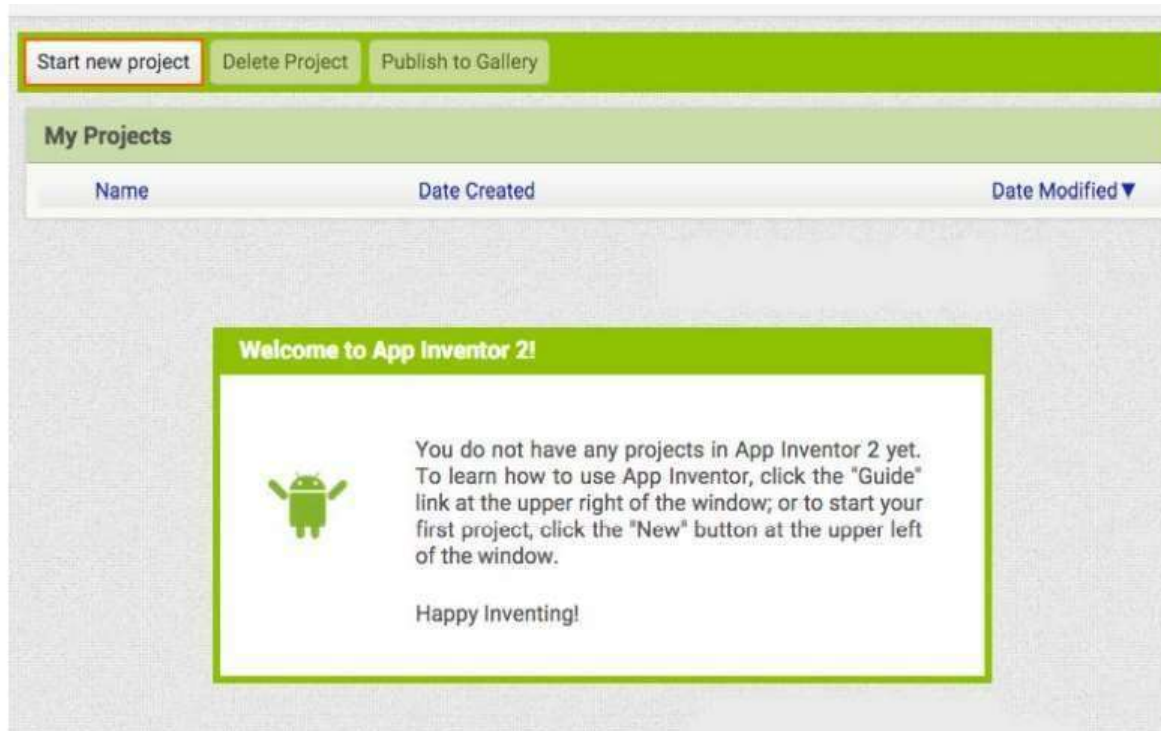 Start new project Delete Project Publish to Gallery
My Projects
Name Date Created Date Modified▼
Welcome to App Inventor 2!
You do not have any projects in App Inventor 2 yet.
To learn how to use App Inventor, click the "Guide"
link at the upper right of the window; or to start your
first project, click the "New" button at the upper left
of the window.
Happy Inventing!